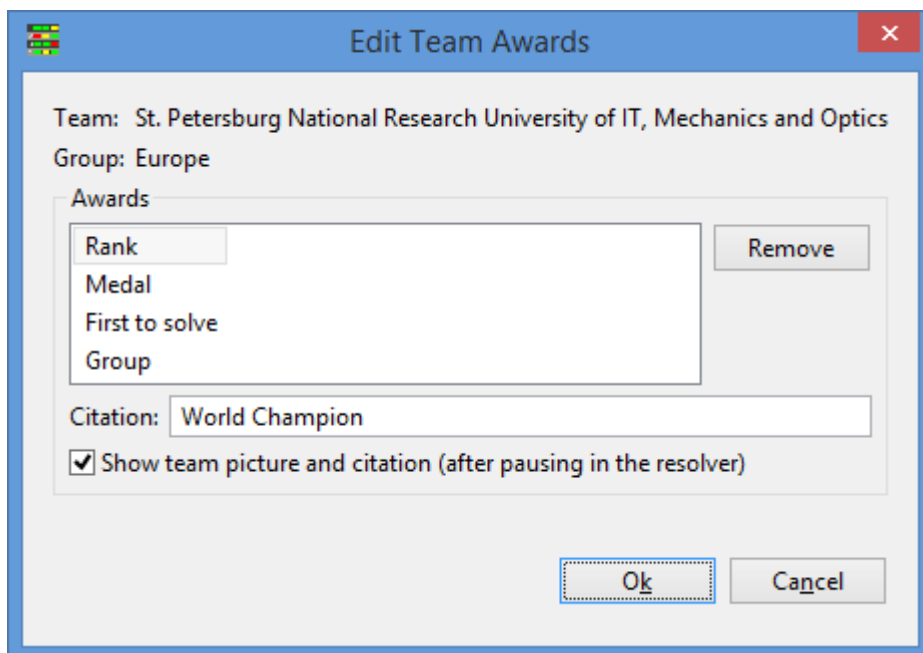 Edit Team Awards
Team: St. Petersburg National Research University of IT, Mechanics and Optics
Group: Europe
Awards
Rank
Remove
Medal
First to solve
Group
Citation: World Champion
Show team picture and citation (after pausing in the resolver)
Ok Cancel